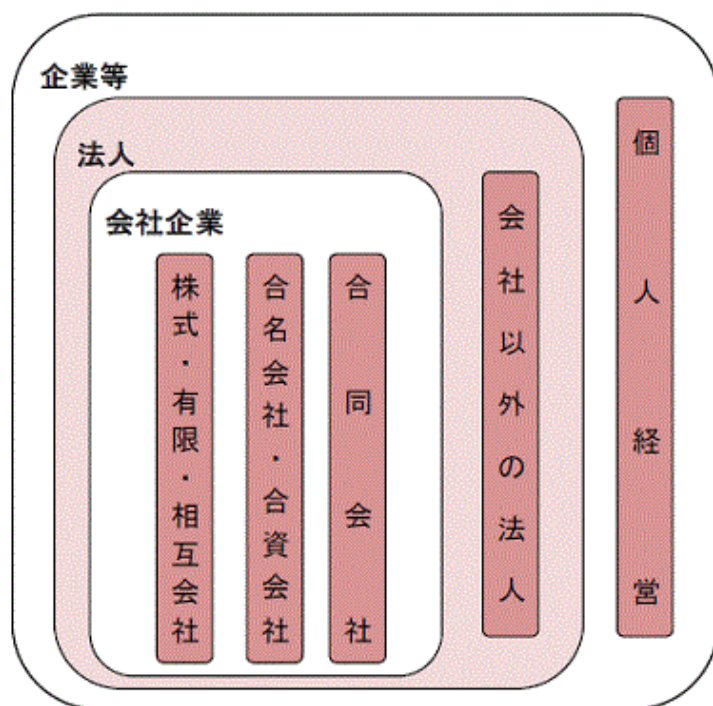 企業等
法人
会社企業
株式・有限・相互会社
合名会社・合資会社
合同会社
会社以外の法人
個人経営